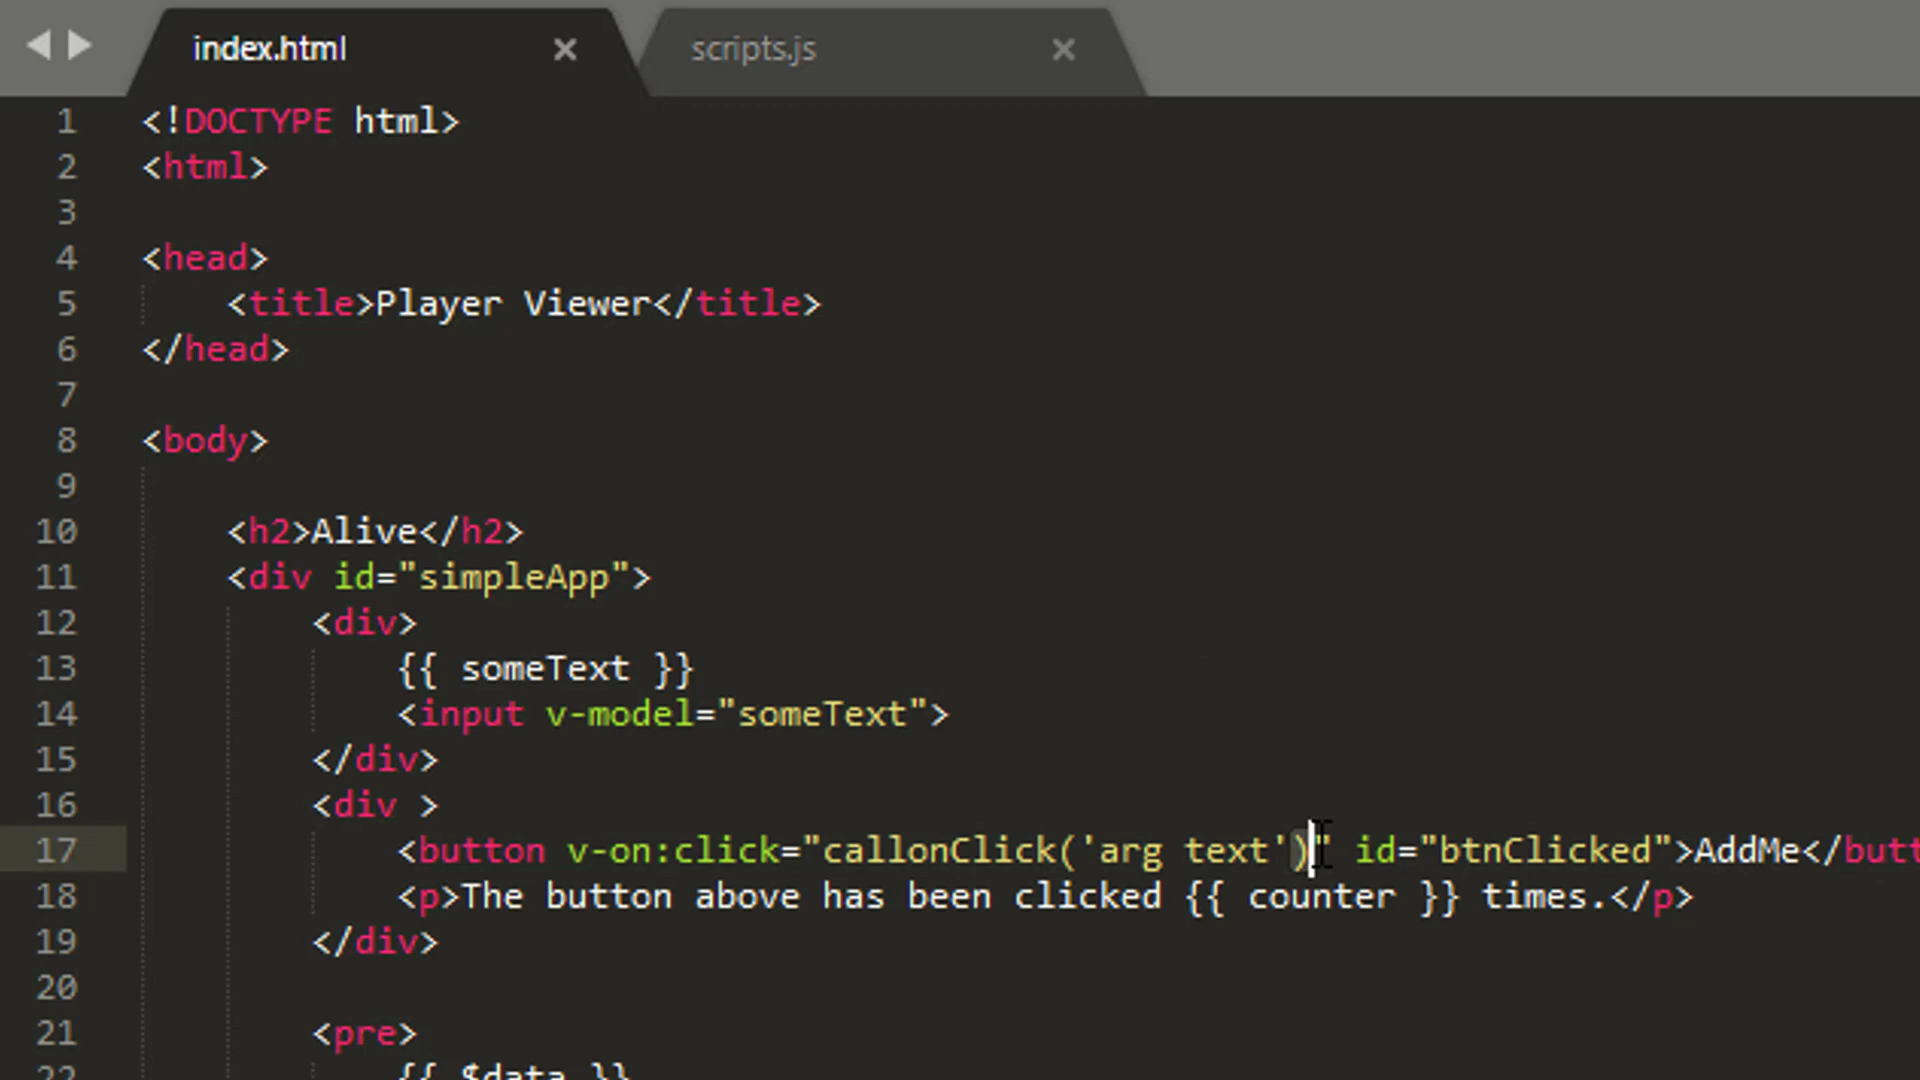 index.html × scripts.js ×
1 <!DOCTYPE html>
2 <html>
3
4 <head>
5 <title>Player Viewer</title>
6 </head>
7
8 <body>
9
10 <h2>Alive</h2>
11 <div id="simpleApp">
12 <div>
13 {{ someText }}
14 <input v-model="someText">
15 </div>
16 <div >
17 <button v-on:click="callonClick('arg text')" id="btnClicked">AddMe</butt
18 <p>The button above has been clicked {{ counter }} times.</p>
19 </div>
20
21 <pre>
22 {{ $data }}